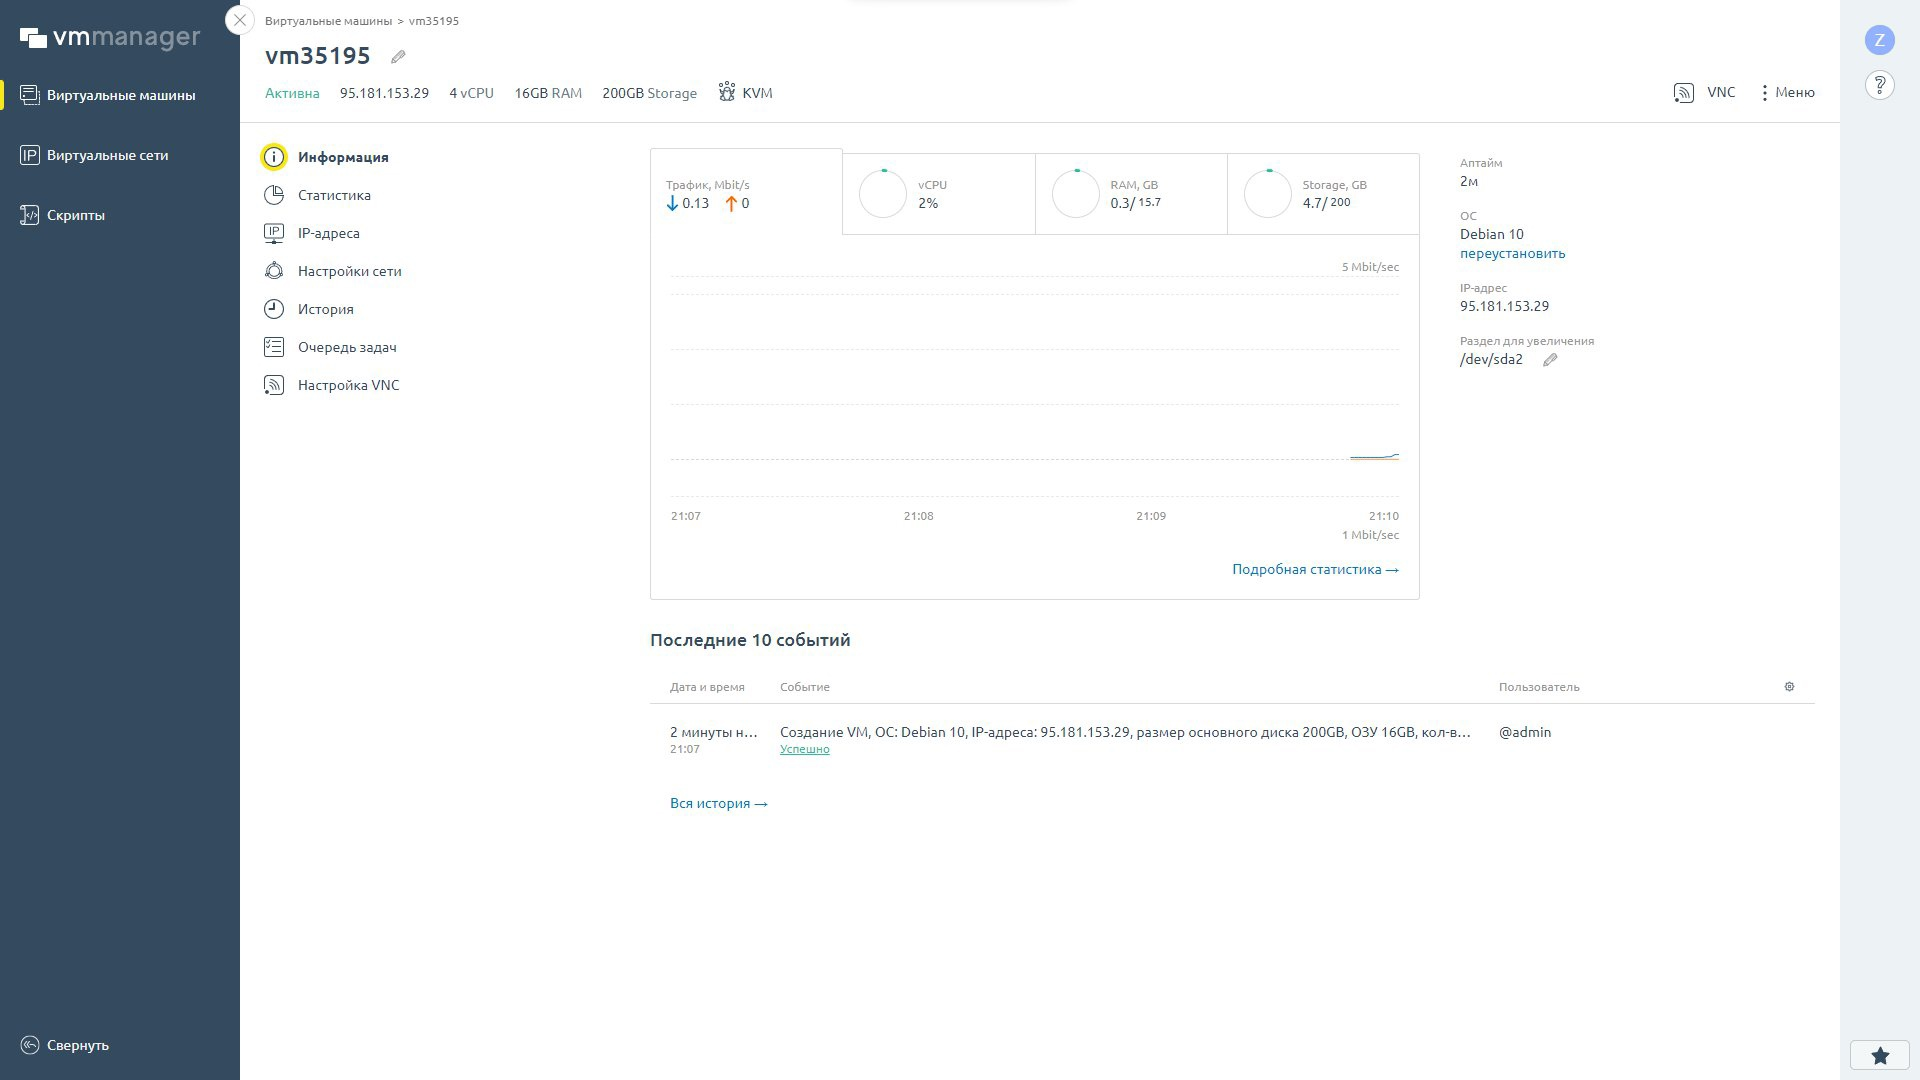 vmmanager
Виртуальные машины
Виртуальные сети
Скрипты
Свернуть
Виртуальные машины > vm35195
vm35195
Активна 95.181.153.29 4 vCPU 16GB RAM 200GB Storage KVM
VNC Меню
Z
?
Информация
Статистика
IP-адреса
Настройки сети
История
Очередь задач
Настройка VNC
Трафик, Mbit/s
0.13 0
vCPU
2%
RAM, GB
0.3/ 15.7
Storage, GB
4.7/ 200
5 Mbit/sec
21:07 21:08 21:09 21:10
1 Mbit/sec
Подробная статистика →
Аптайм
2м
ОС
Debian 10
переустановить
IP-адрес
95.181.153.29
Раздел для увеличения
/dev/sda2
Последние 10 событий
Дата и время Событие Пользователь
2 минуты н... Создание VM, ОС: Debian 10, IP-адреса: 95.181.153.29, размер основного диска 200GB, ОЗУ 16GB, кол-в... @admin
21:07 Успешно
Вся история →